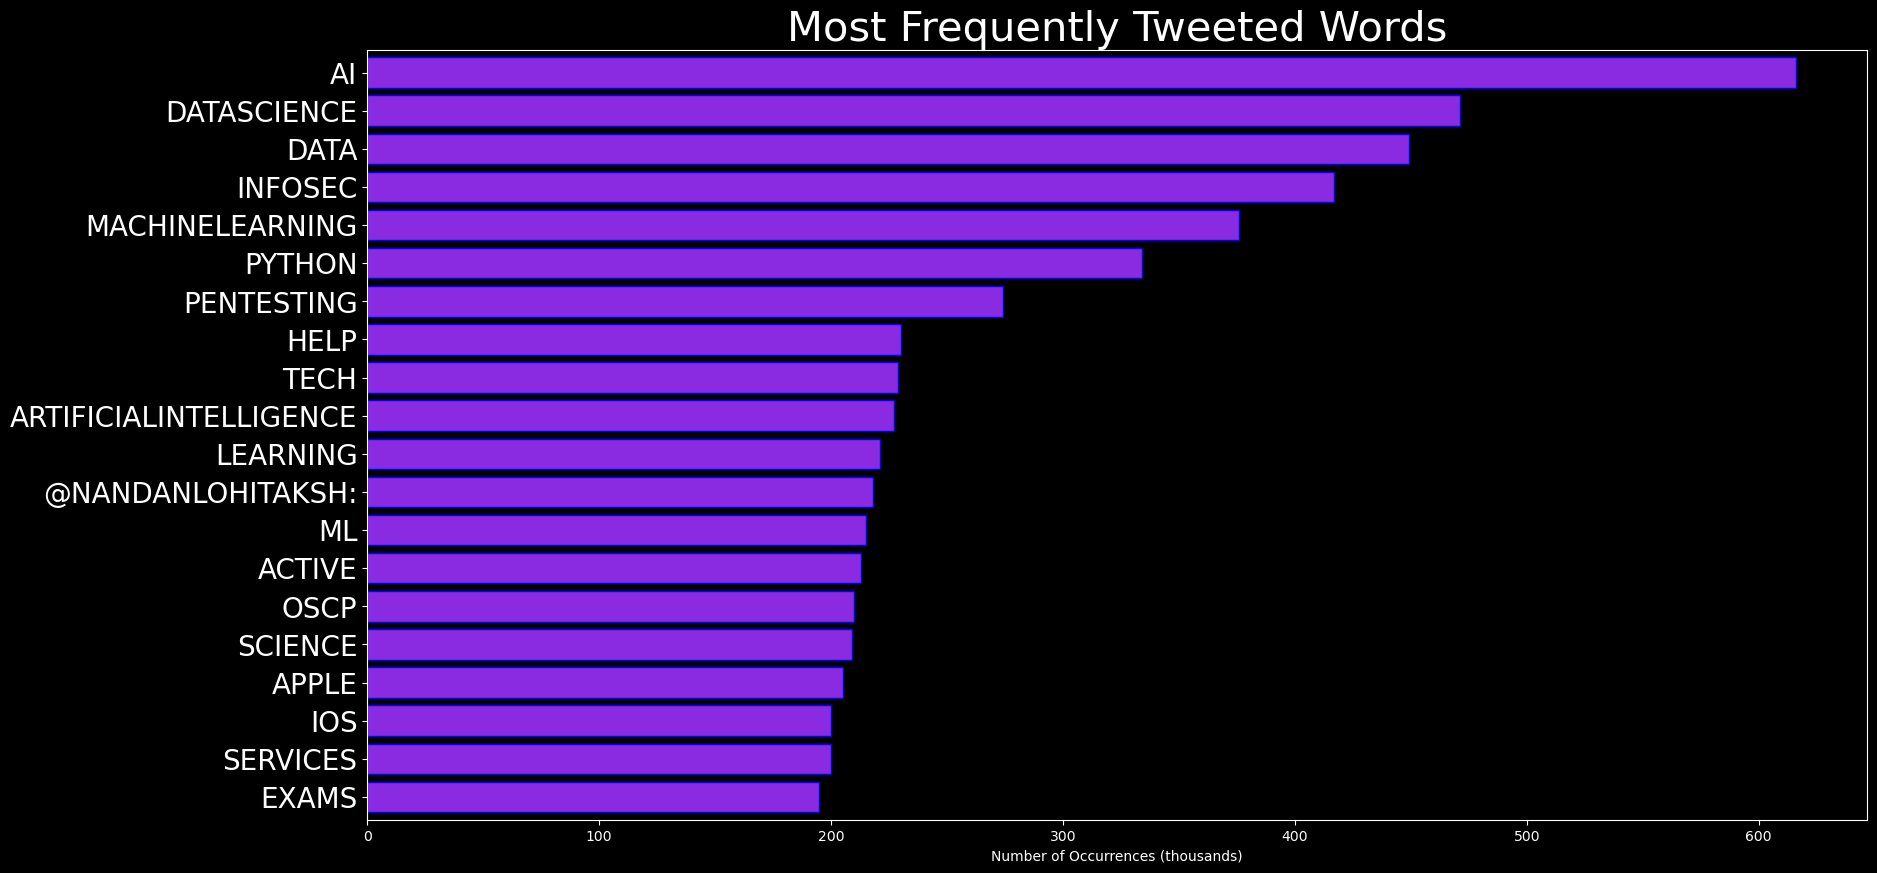 Most Frequently Tweeted Words
AI
DATASCIENCE
DATA
INFOSEC
MACHINELEARNING
PYTHON
PENTESTING
HELP
TECH
ARTIFICIALINTELLIGENCE
LEARNING
@NANDANLOHITAKSH:
ML
ACTIVE
OSCP
SCIENCE
APPLE
IOS
SERVICES
EXAMS
0 100 200 300 400 500 600
Number of Occurrences (thousands)